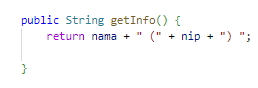 public String getInfo() {
return nama + " (" + nip + ") ";
}